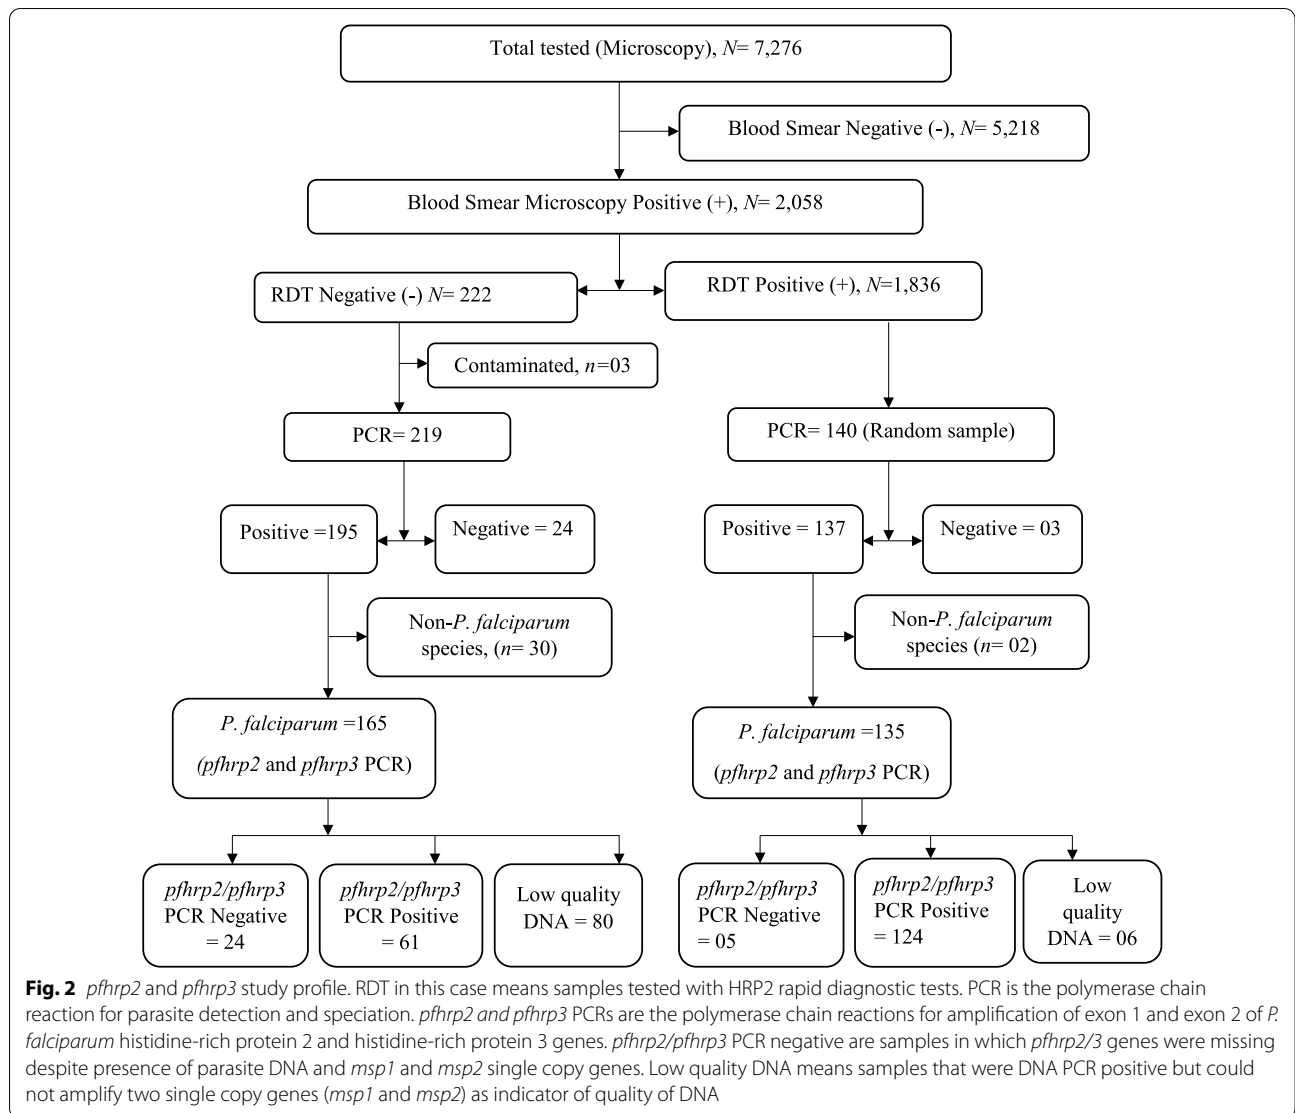 Total tested (Microscopy), N= 7,276
Blood Smear Negative (-), N= 5,218
Blood Smear Microscopy Positive (+), N= 2,058
RDT Negative (-) N= 222
RDT Positive (+), N=1,836
Contaminated, n=03
PCR= 219
PCR= 140 (Random sample)
Positive =195
Negative = 24
Positive = 137
Negative = 03
Non-P. falciparum
species, (n= 30)
Non-P. falciparum
species (n= 02)
P. falciparum =165
(pfhrp2 and pfhrp3 PCR)
P. falciparum =135
(pfhrp2 and pfhrp3 PCR)
pfhrp2/pfhrp3
PCR Negative
= 24
pfhrp2/pfhrp3
PCR Positive
= 61
Low quality
DNA = 80
pfhrp2/pfhrp3
PCR Negative
= 05
pfhrp2/pfhrp3
PCR Positive
= 124
Low
quality
DNA = 06
Fig. 2 pfhrp2 and pfhrp3 study profile. RDT in this case means samples tested with HRP2 rapid diagnostic tests. PCR is the polymerase chain
reaction for parasite detection and speciation. pfhrp2 and pfhrp3 PCRs are the polymerase chain reactions for amplification of exon 1 and exon 2 of P.
falciparum histidine-rich protein 2 and histidine-rich protein 3 genes. pfhrp2/pfhrp3 PCR negative are samples in which pfhrp2/3 genes were missing
despite presence of parasite DNA and msp1 and msp2 single copy genes. Low quality DNA means samples that were DNA PCR positive but could
not amplify two single copy genes (msp1 and msp2) as indicator of quality of DNA